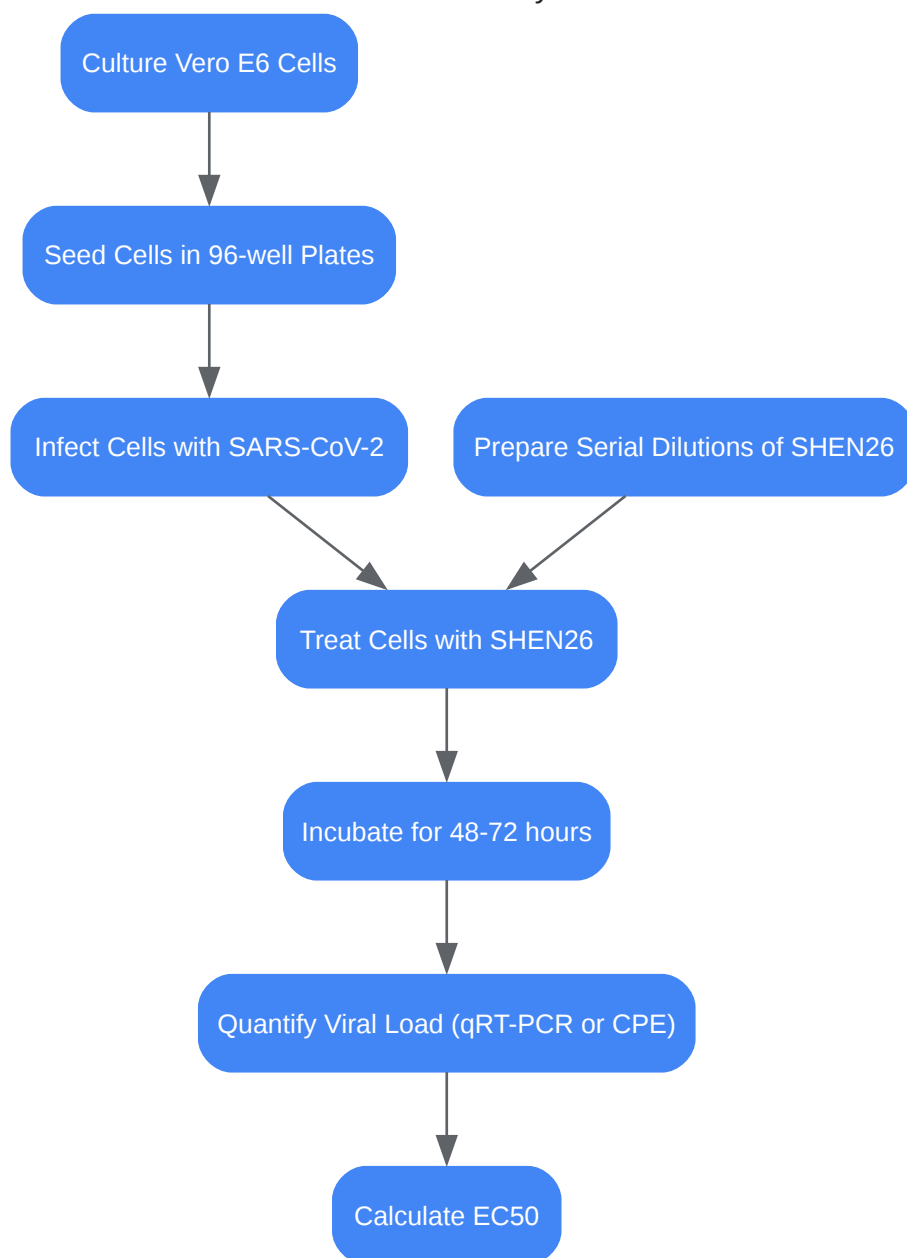 Culture Vero E6 Cells
Seed Cells in 96-well Plates
Infect Cells with SARS-CoV-2
Prepare Serial Dilutions of SHEN26
Treat Cells with SHEN26
Incubate for 48-72 hours
Quantify Viral Load (qRT-PCR or CPE)
Calculate EC50